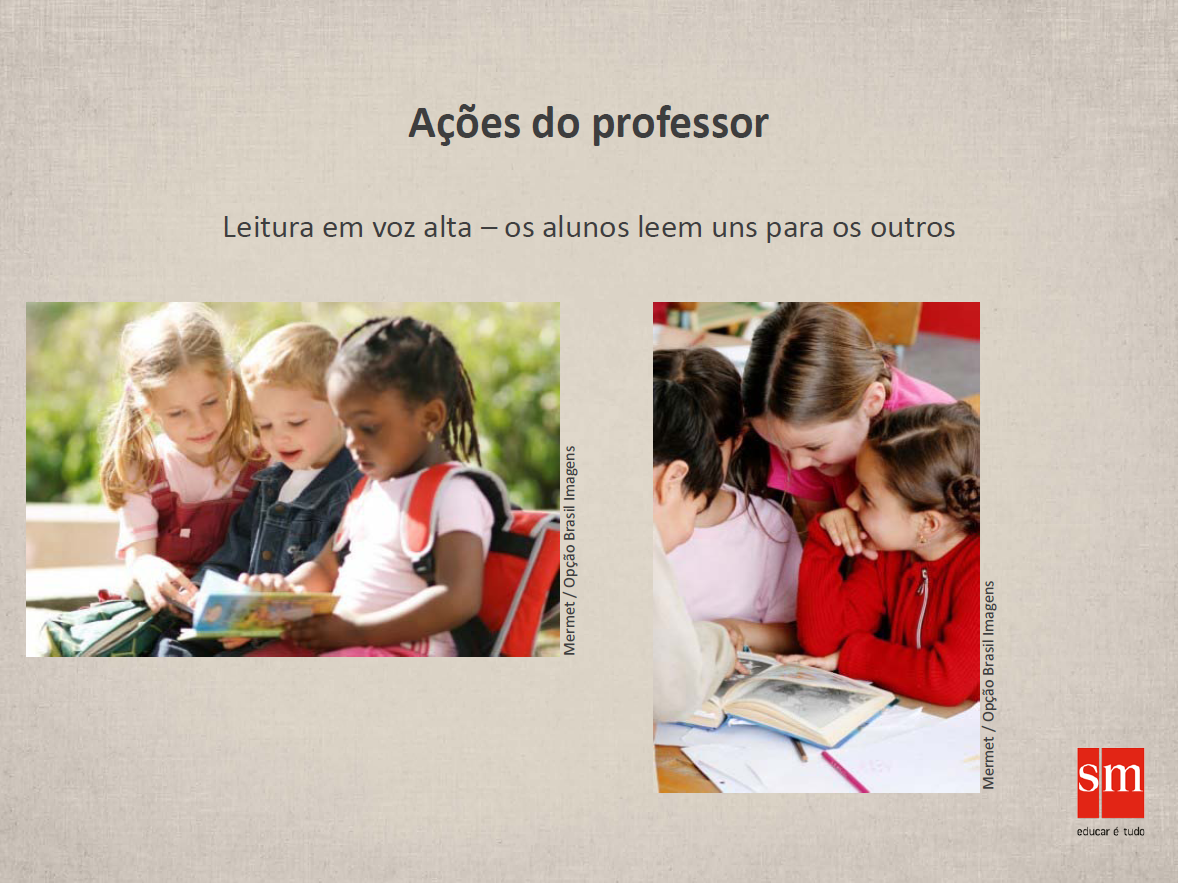 Ações do professor
Leitura em voz alta – os alunos leem uns para os outros
Mermet / Opção Brasil Imagens
Mermet / Opção Brasil Imagens
sm
educar é tudo